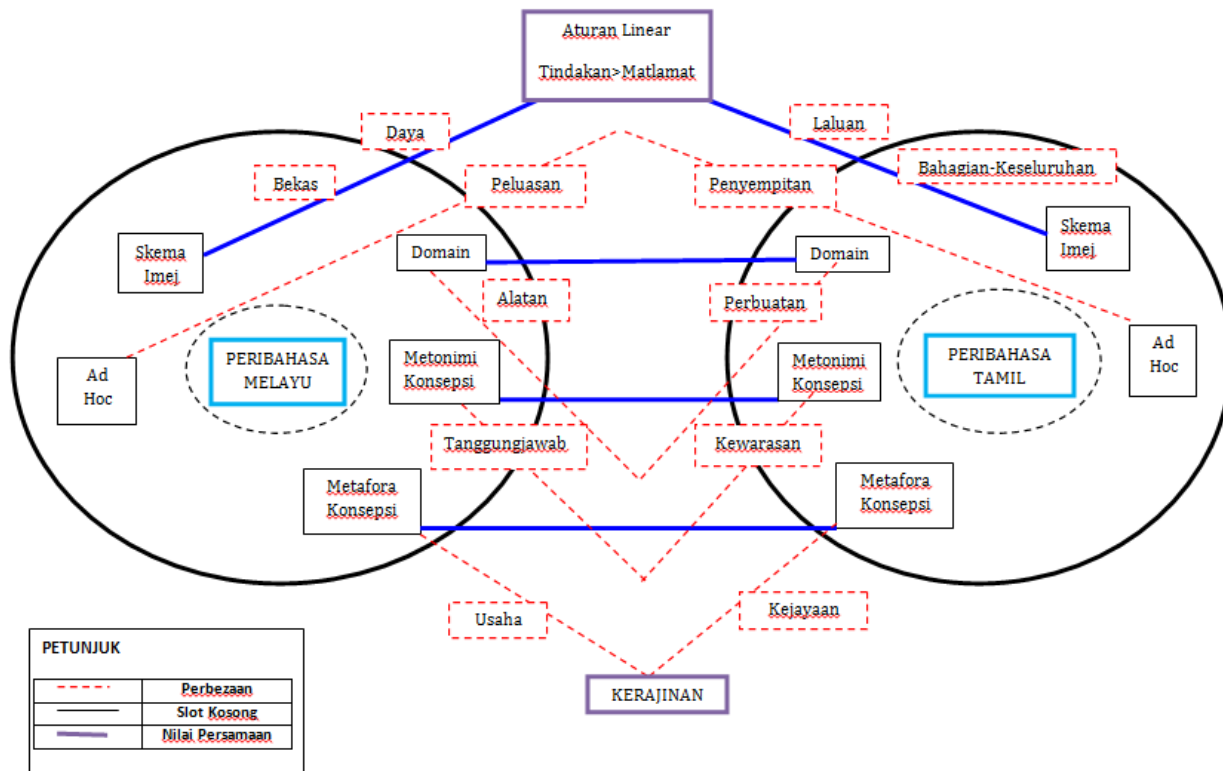 Aturan Linear
Tindakan>Matlamat
Daya
Laluan
Bekas
Peluasan
Penyempitan
Bahagian-Keseluruhan
Skema
Imej
Domain
Domain
Skema
Imej
Alatan
Perbuatan
PERIBAHASA
MELAYU
Metonimi
Konsepsi
Metonimi
Konsepsi
PERIBAHASA
TAMIL
Ad
Hoc
Ad
Hoc
Tanggungjawab
Kewarasan
Metafora
Konsepsi
Metafora
Konsepsi
Usaha
Kejayaan
KERAJINAN
PETUNJUK
Perbezaan
Slot Kosong
Nilai Persamaan